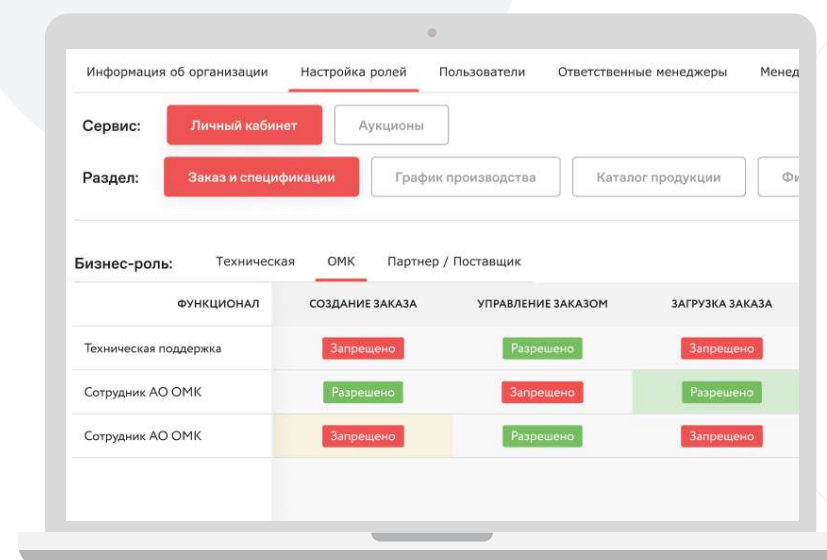 Информация об организации Настройка ролей Пользователи Ответственные менеджеры Менед
Сервис: Личный кабинет Аукционы
Раздел: Заказ и спецификации График производства Каталог продукции Фи
Бизнес-роль: Техническая ОМК Партнер / Поставщик
ФУНКЦИОНАЛ СОЗДАНИЕ ЗАКАЗА УПРАВЛЕНИЕ ЗАКАЗОМ ЗАГРУЗКА ЗАКАЗА
Техническая поддержка Запрещено Разрешено Запрещено
Сотрудник АО ОМК Разрешено Запрещено Разрешено
Сотрудник АО ОМК Запрещено Разрешено Запрещено